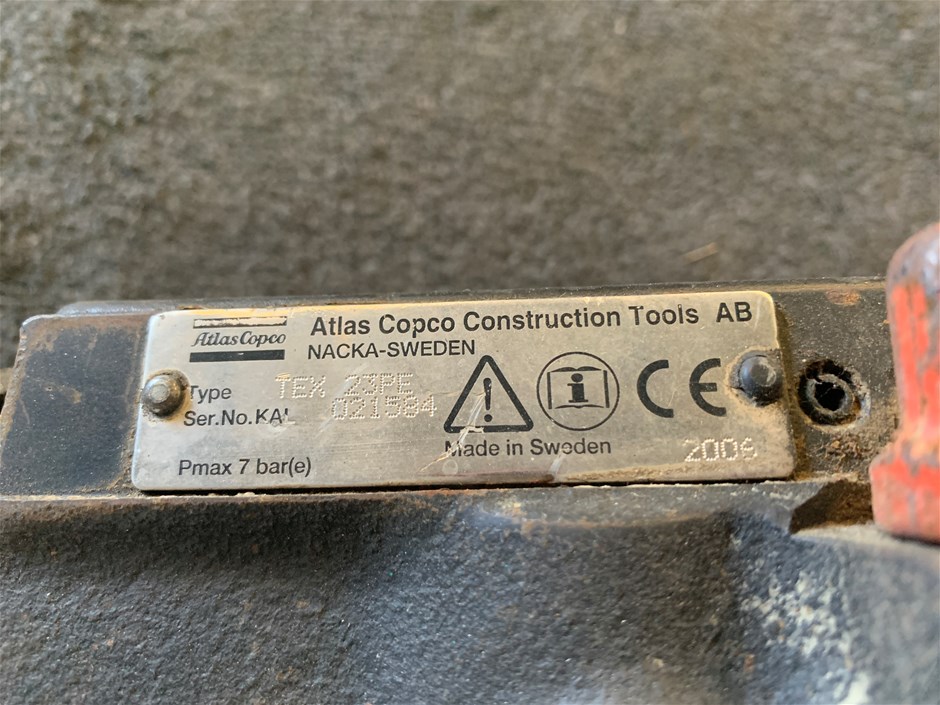 Atlas Copco
Atlas Copco Construction Tools AB
NACKA-SWEDEN
Type TEX 23PE
Ser.No.KAL 021584
CE
Made in Sweden
Pmax 7 bar(e)
2006